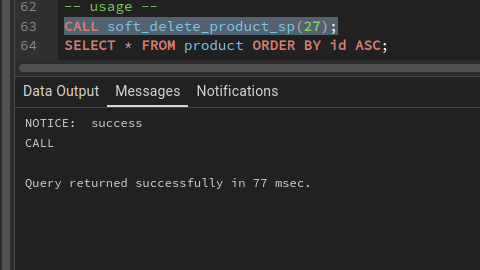 62 -- usage --
63 CALL soft_delete_product_sp(27);
64 SELECT * FROM product ORDER BY id ASC;
Data Output Messages Notifications
NOTICE:  success
CALL
Query returned successfully in 77 msec.